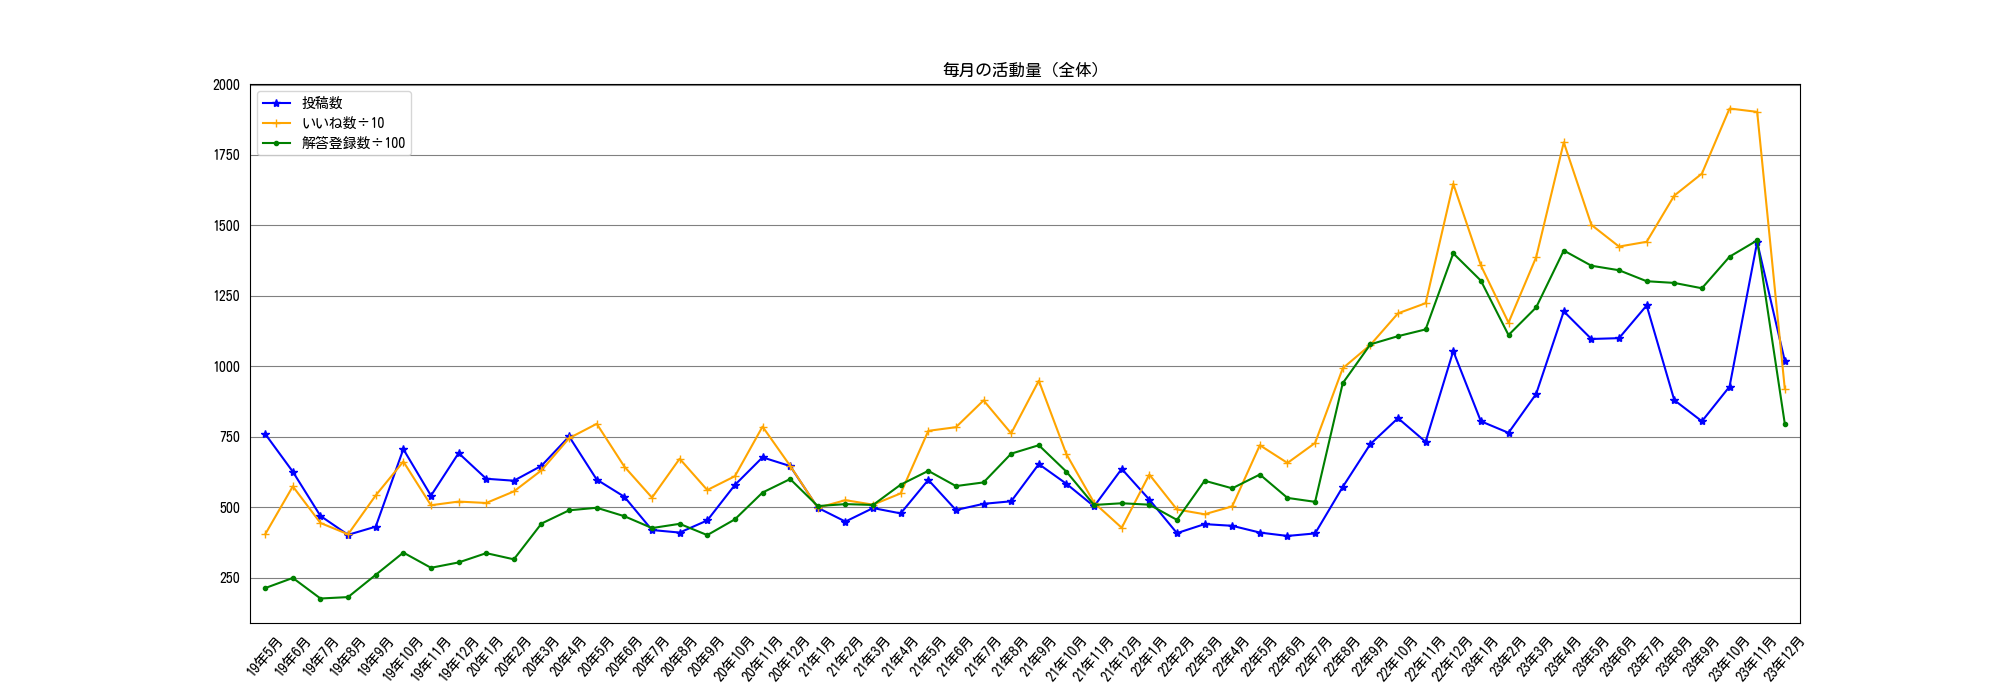 毎月の活動量（全体）
2000
1750
1500
1250
1000
750
500
250
投稿数
いいね数÷10
解答登録数÷100
19年5月
19年6月
19年7月
19年8月
19年9月
19年10月
19年11月
19年12月
20年1月
20年2月
20年3月
20年4月
20年5月
20年6月
20年7月
20年8月
20年9月
20年10月
20年11月
20年12月
21年1月
21年2月
21年3月
21年4月
21年5月
21年6月
21年7月
21年8月
21年9月
21年10月
21年11月
21年12月
22年1月
22年2月
22年3月
22年4月
22年5月
22年6月
22年7月
22年8月
22年9月
22年10月
22年11月
22年12月
23年1月
23年2月
23年3月
23年4月
23年5月
23年6月
23年7月
23年8月
23年9月
23年10月
23年11月
23年12月